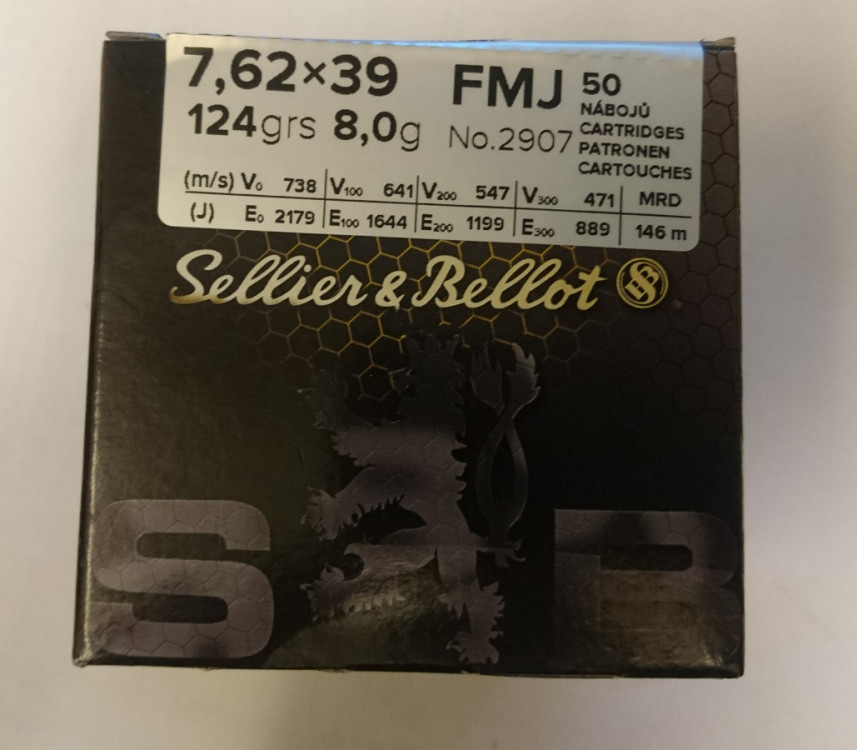 7,62×39 FMJ 50
NÁBOJŮ
124grs 8,0g No.2907 CARTRIDGES
PATRONEN
CARTOUCHES
(m/s) V₀ 738 V₁₀₀ 641 V₂₀₀ 547 V₃₀₀ 471 MRD
(J) E₀ 2179 E₁₀₀ 1644 E₂₀₀ 1199 E₃₀₀ 889 146 m
Sellier & Bellot SB
S B